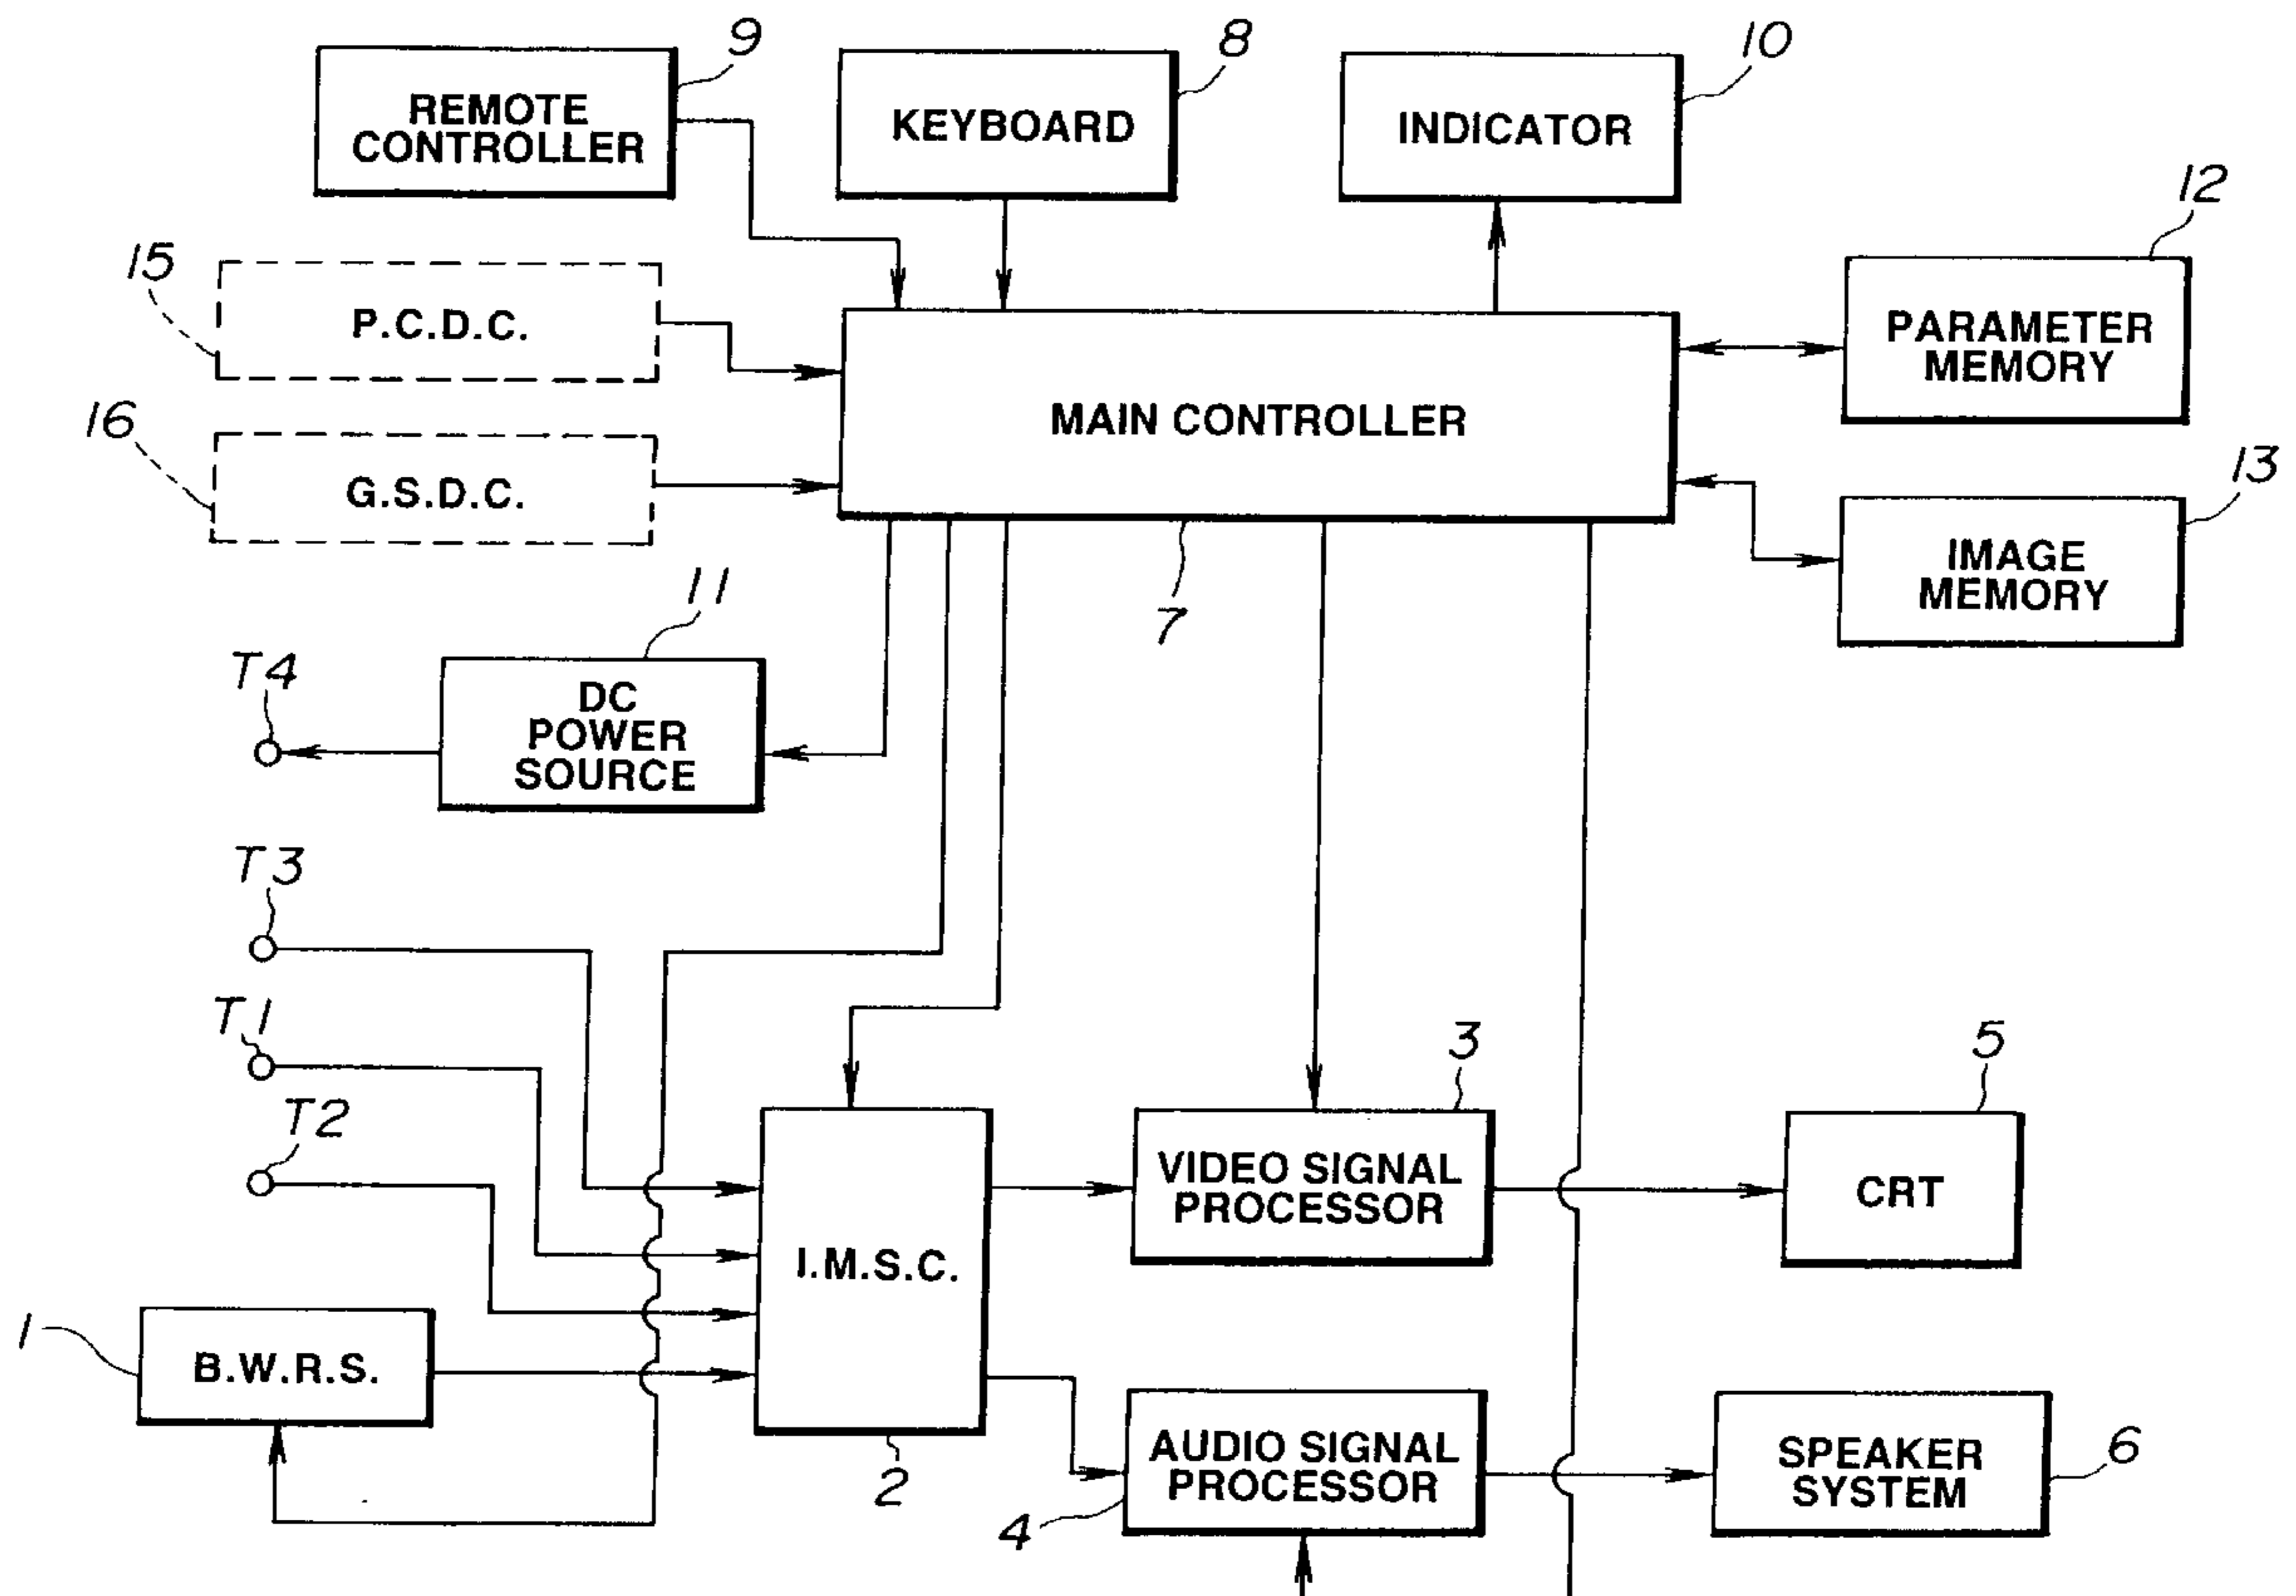 9
8
10
REMOTE
CONTROLLER
KEYBOARD
INDICATOR
12
15
P.C.D.C.
PARAMETER
MEMORY
16
MAIN CONTROLLER
13
G.S.D.C.
IMAGE
MEMORY
7
11
T4
DC
POWER
SOURCE
T3
T1
3
5
T2
VIDEO SIGNAL
PROCESSOR
CRT
I.M.S.C.
1
B.W.R.S.
AUDIO SIGNAL
PROCESSOR
SPEAKER
SYSTEM
6
2
4